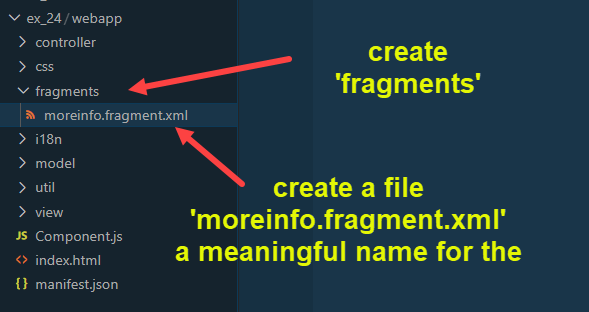 ex_24/webapp
controller
css
fragments
moreinfo.fragment.xml
i18n
model
util
view
JS Component.js
<> index.html
{} manifest.json
create
'fragments'
create a file
'moreinfo.fragment.xml'
a meaningful name for the